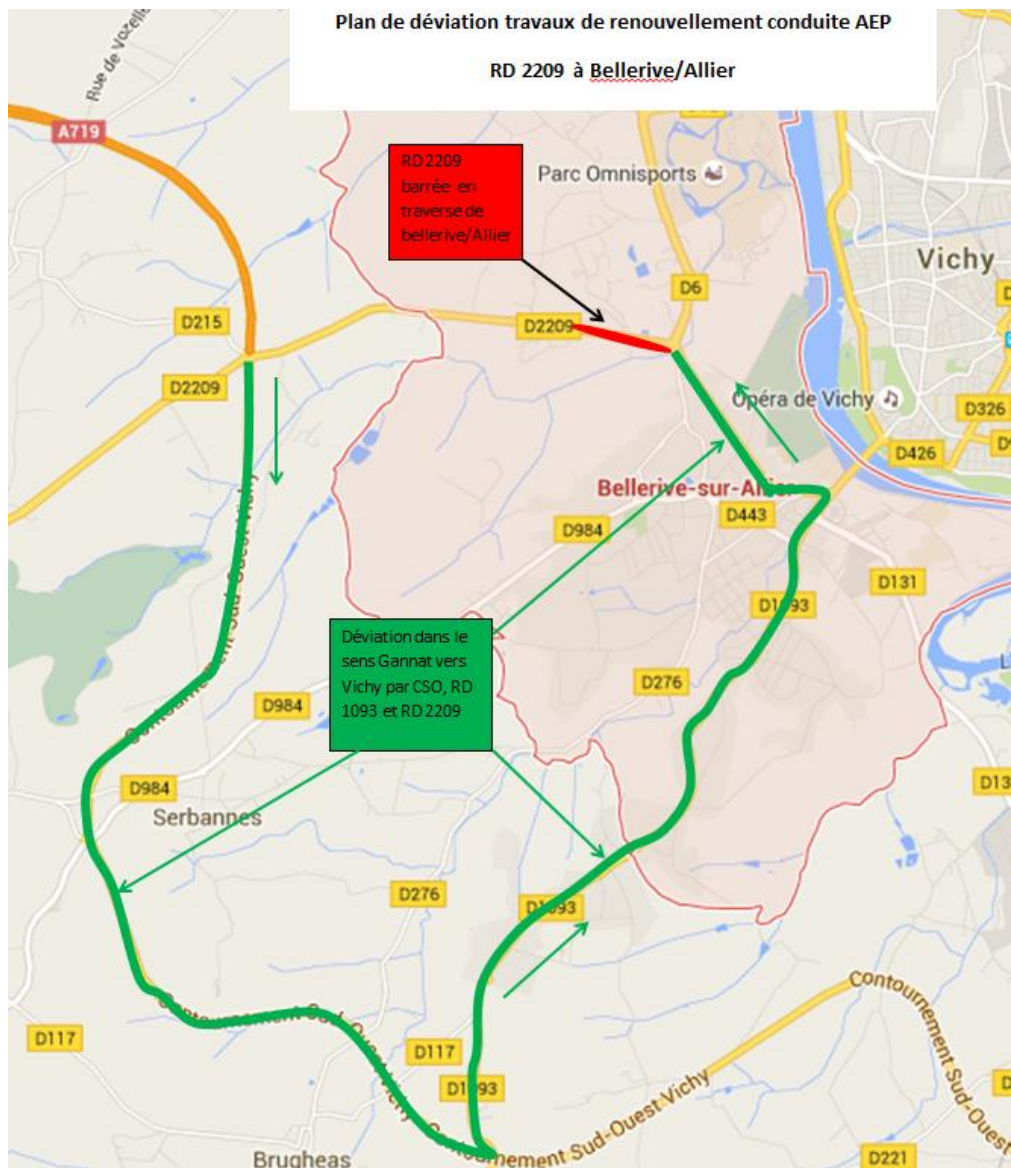 Plan de déviation travaux de renouvellement conduite AEP
RD 2209 à Bellerive/Allier
Rue de Vozelle
A719
RD 2209
barrée en
traverse de
bellerive/Allier
Parc Omnisports
Vichy
D6
D215
D2209
D2209
Opéra de Vichy
D326
D426
Bellerive-sur-Allier
D443
D984
D131
D1093
Contournement Sud-Ouest Vichy
Déviation dans le
sens Gannat vers
Vichy par CSO, RD
1093 et RD 2209
D276
D984
D984
Serbannes
D276
D1093
Contournement Sud-Ouest Vichy
D117
D117
D1093
Contournement Sud-Ouest Vichy
Contournement Sud-Ouest
Brugheas
D221